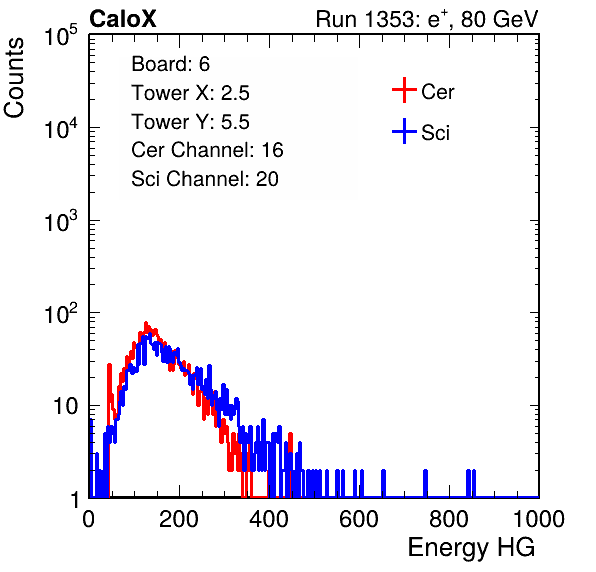 CaloX Run 1353: e⁺, 80 GeV
Counts
10⁵
10⁴
10³
10²
10
1
Board: 6
Tower X: 2.5
Tower Y: 5.5
Cer Channel: 16
Sci Channel: 20
Cer
Sci
0 200 400 600 800 1000
Energy HG